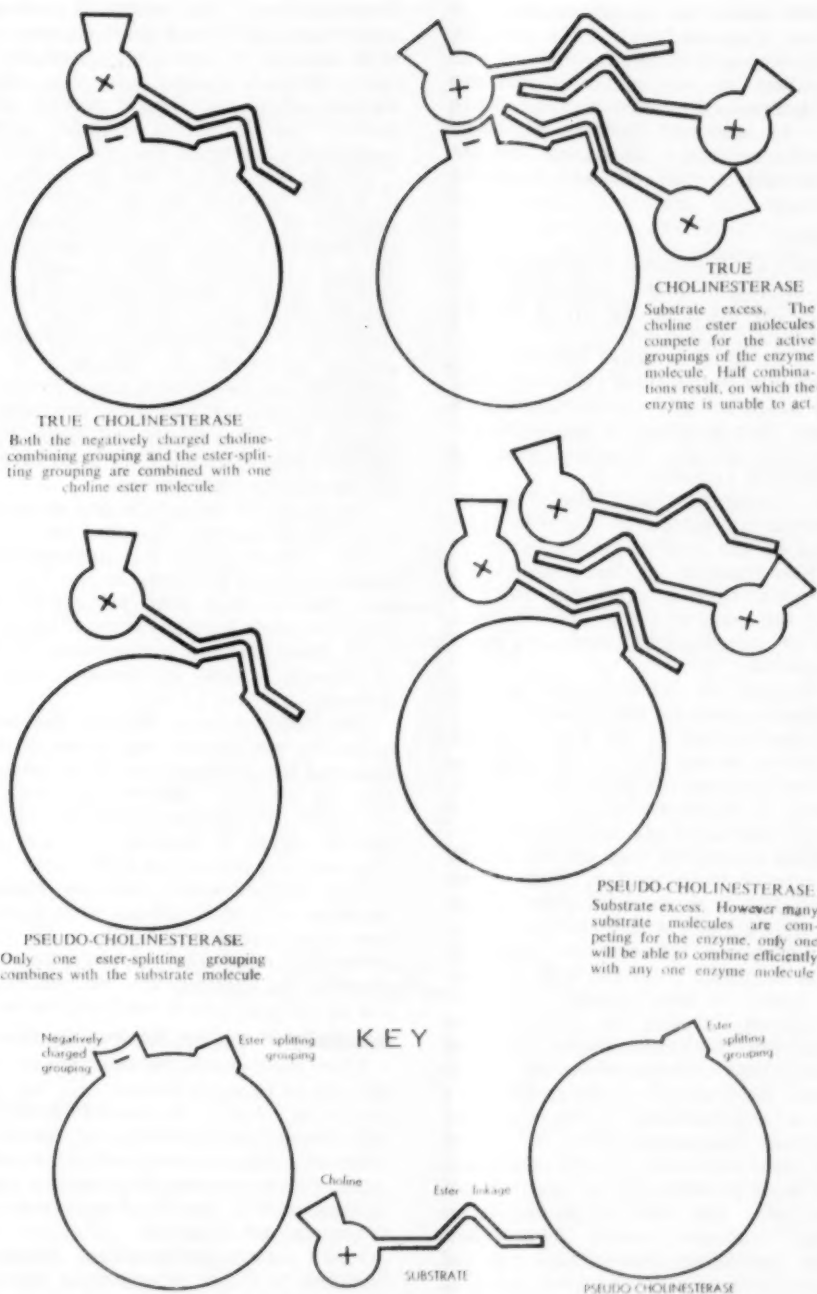 TRUE
CHOLINESTERASE
Substrate excess. The
choline ester molecules
compete for the active
groupings of the enzyme
molecule. Half combina-
tions result, on which the
enzyme is unable to act.
TRUE CHOLINESTERASE
Both the negatively charged choline-
combining grouping and the ester-split-
ting grouping are combined with one
choline ester molecule.
PSEUDO-CHOLINESTERASE
Substrate excess. However many
substrate molecules are com-
peting for the enzyme, only one
will be able to combine efficiently
with any one enzyme molecule
PSEUDO-CHOLINESTERASE
Only one ester-splitting grouping
combines with the substrate molecule.
KEY
Negatively
charged
grouping
Ester splitting
grouping
Ester
splitting
grouping
Choline
Ester linkage
SUBSTRATE
PSEUDO CHOLINESTERASE